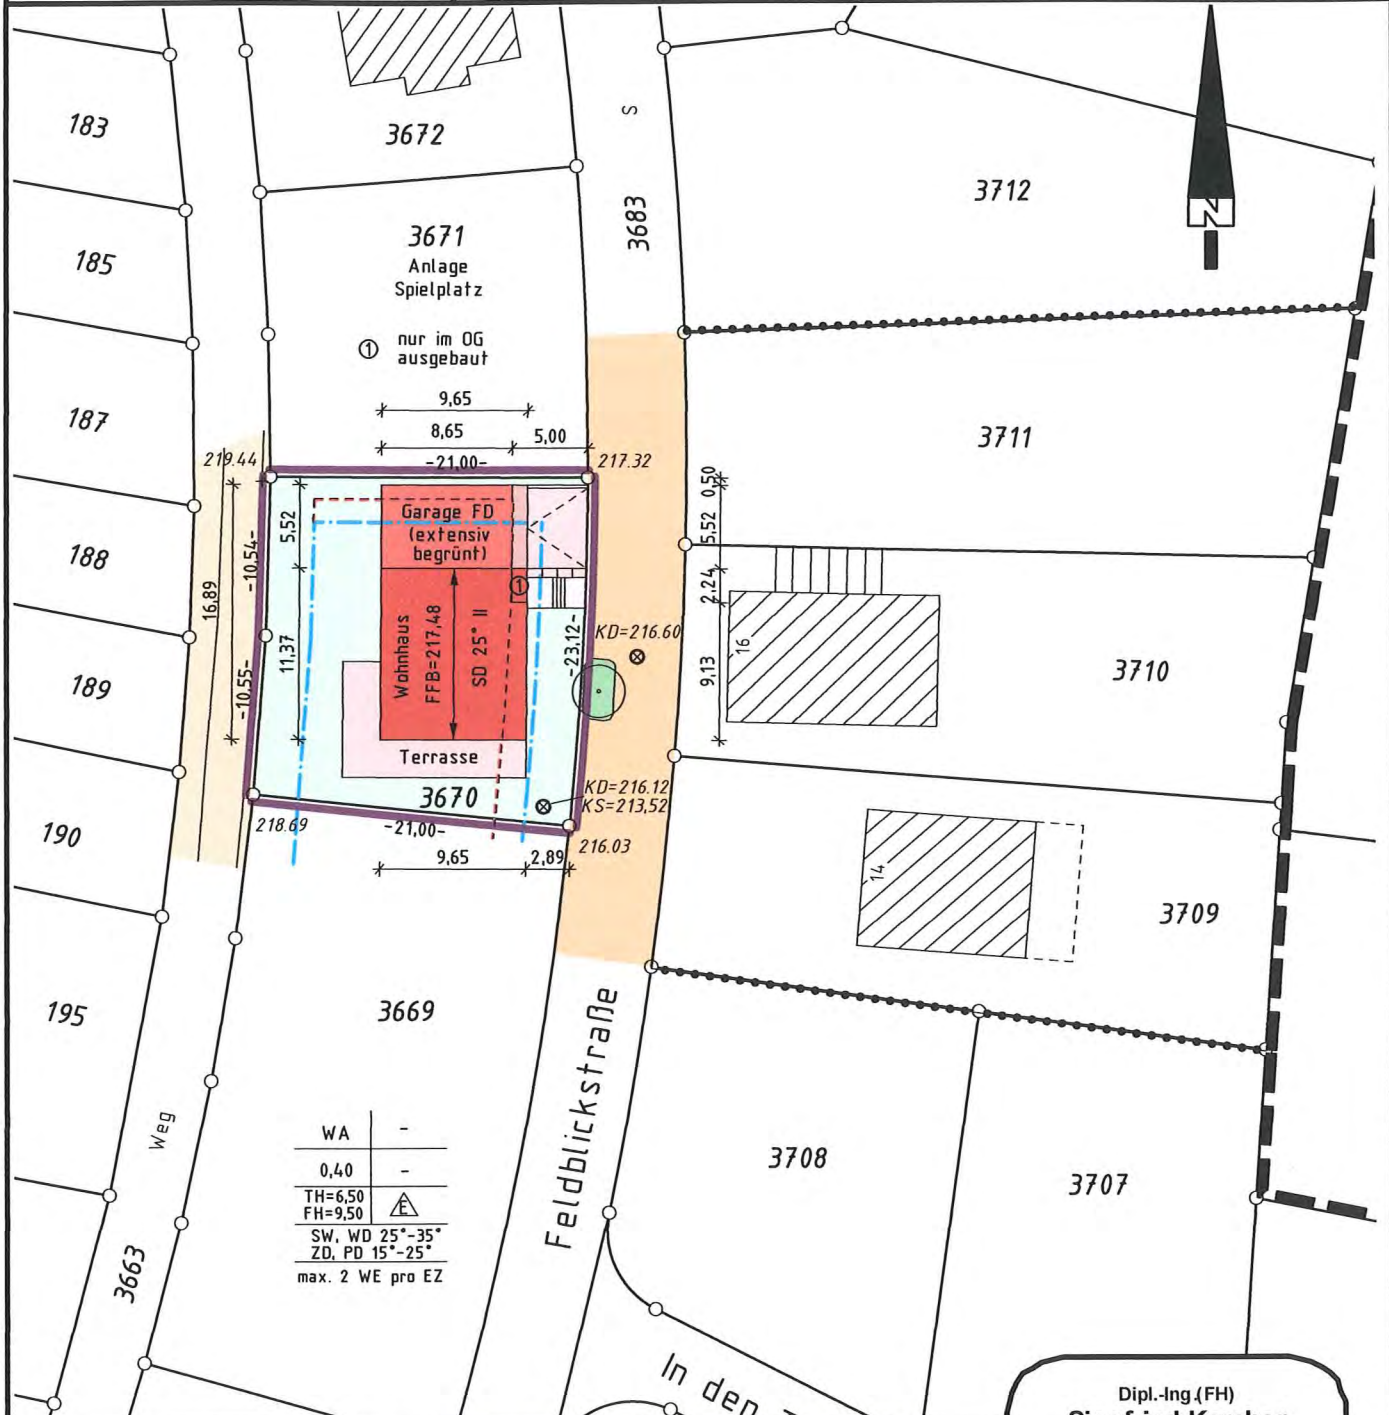 183
3672
S
3683
3712
N
185
3671
Anlage
Spielplatz
① nur im OG
ausgebaut
187
9,65
8,65
5,00
-21,00-
219.44
217.32
3711
0,50
5,52
2,24
9,13
5,52
Garage FD
(extensiv
begrünt)
188
16,89
-10,54-
①
11,37
Wohnhaus
FFB=217,48
SD 25° II
-23,12-
KD=216.60
16
3710
189
-10,55-
Terrasse
3670
KD=216.12
KS=213,52
190
218.69
-21,00-
216.03
9,65
2,89
14
3709
195
3669
Feldblickstraße
Weg
3663
WA -
0,40 -
TH=6,50
FH=9,50
E
SW, WD 25°-35°
ZD, PD 15°-25°
max. 2 WE pro EZ
3708
3707
In den
Dipl.-Ing.(FH)